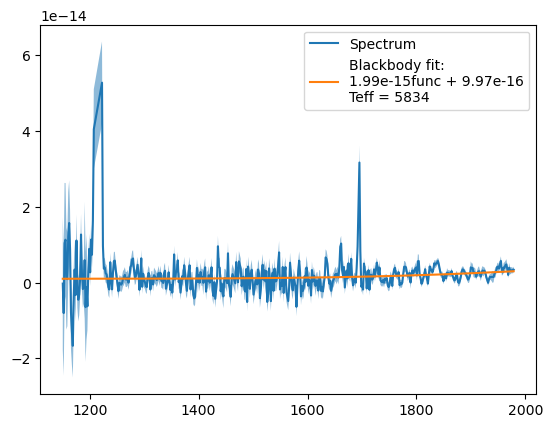 1e−14
6
4
2
0
−2
1200
1400
1600
1800
2000
Spectrum
Blackbody fit:
1.99e-15func + 9.97e-16
Teff = 5834